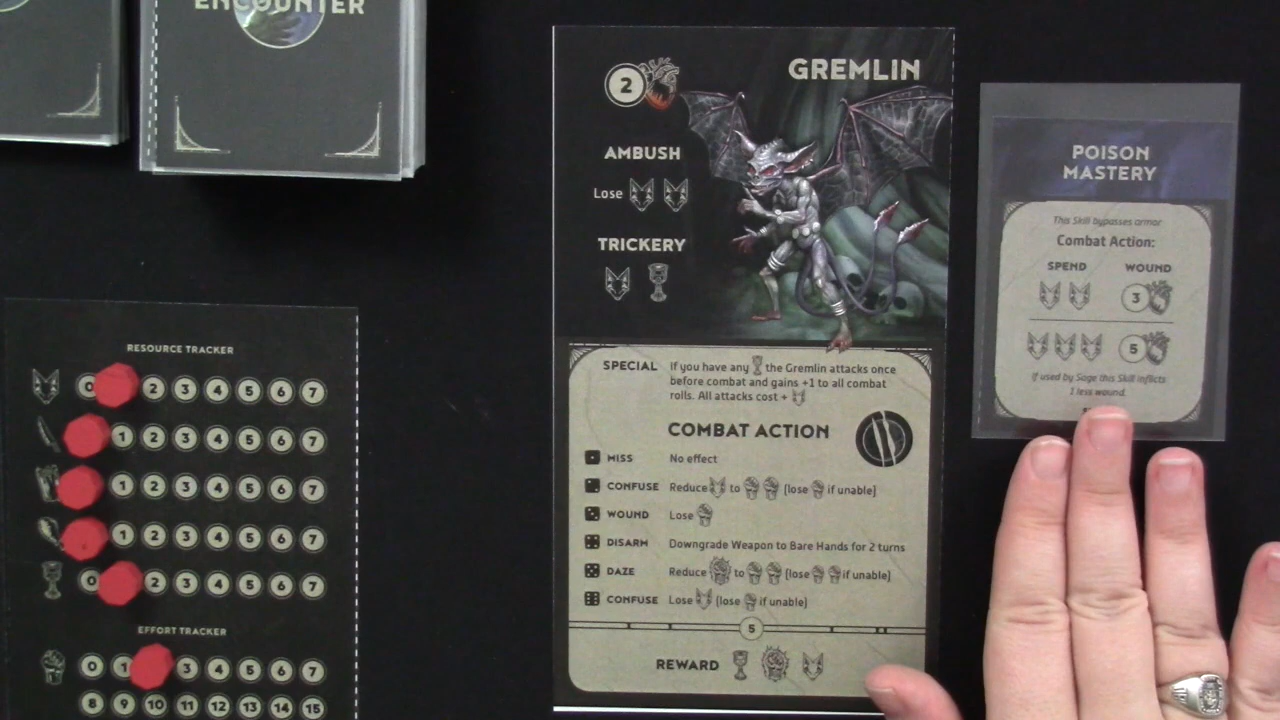 ENCOUNTER
RESOURCE TRACKER
0 2 3 4 5 6 7
1 2 3 4 5 6 7
1 2 3 4 5 6 7
1 2 3 4 5 6 7
0 2 3 4 5 6 7
EFFORT TRACKER
0 1 3 4 5 6 7
8 9 10 11 12 13 14 15
2
GREMLIN
AMBUSH
Lose
TRICKERY
SPECIAL If you have any the Gremlin attacks once
before combat and gains +1 to all combat
rolls. All attacks cost +
COMBAT ACTION
MISS No effect
CONFUSE Reduce to [lose if unable]
WOUND Lose
DISARM Downgrade Weapon to Bare Hands for 2 turns
DAZE Reduce to [lose if unable]
CONFUSE Lose [lose if unable]
5
REWARD
POISON
MASTERY
This Skill bypasses armor
Combat Action:
SPEND WOUND
3
5
If used by Sage this Skill inflicts
1 less wound.